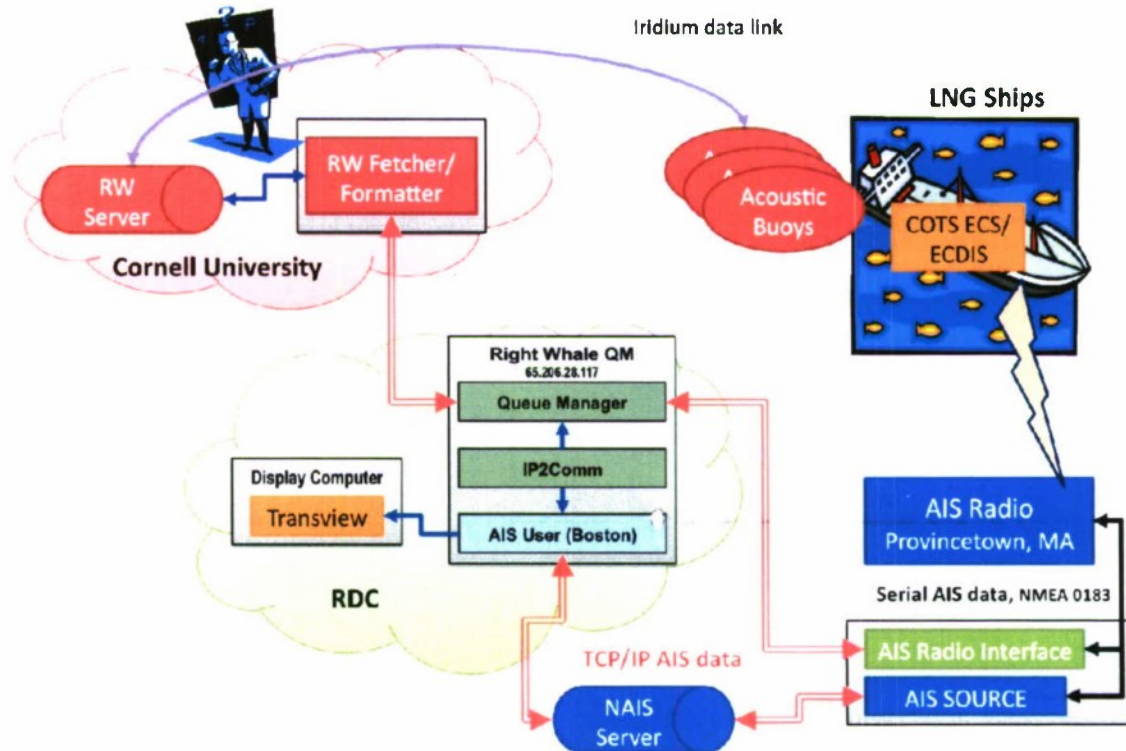 Iridium data link
LNG Ships
RW Fetcher/
Formatter
RW
Server
Acoustic
Buoys
COTS ECS/
ECDIS
Cornell University
Right Whale QM
65.206.28.117
Queue Manager
IP2Comm
Display Computer
Transview
AIS User (Boston)
AIS Radio
Provincetown, MA
RDC
Serial AIS data, NMEA 0183
TCP/IP AIS data
AIS Radio Interface
AIS SOURCE
NAIS
Server